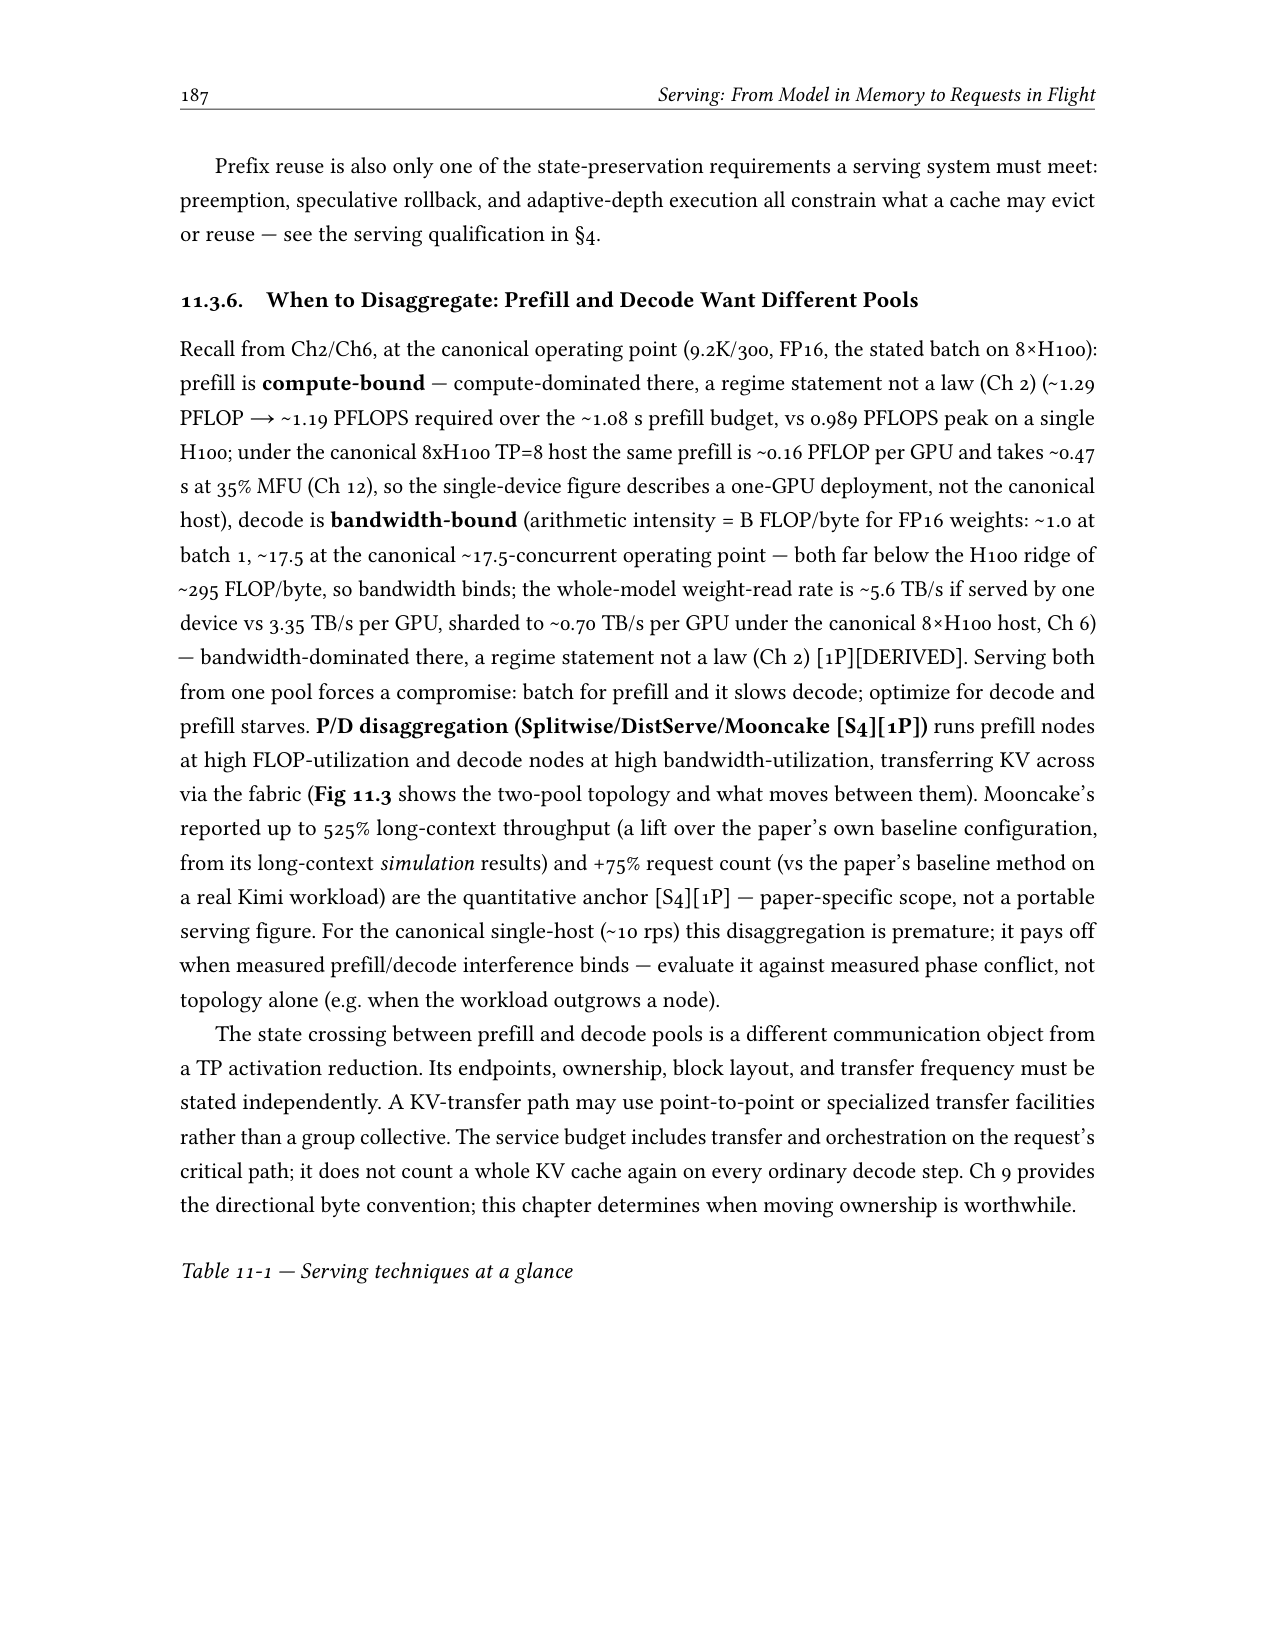 187
Serving: From Model in Memory to Requests in Flight
Prefix reuse is also only one of the state-preservation requirements a serving system must meet:
preemption, speculative rollback, and adaptive-depth execution all constrain what a cache may evict
or reuse — see the serving qualification in §4.
11.3.6. When to Disaggregate: Prefill and Decode Want Different Pools
Recall from Ch2/Ch6, at the canonical operating point (9.2K/300, FP16, the stated batch on 8×H100):
prefill is compute-bound — compute-dominated there, a regime statement not a law (Ch 2) (~1.29
PFLOP → ~1.19 PFLOPS required over the ~1.08 s prefill budget, vs 0.989 PFLOPS peak on a single
H100; under the canonical 8xH100 TP=8 host the same prefill is ~0.16 PFLOP per GPU and takes ~0.47
s at 35% MFU (Ch 12), so the single-device figure describes a one-GPU deployment, not the canonical
host), decode is bandwidth-bound (arithmetic intensity = B FLOP/byte for FP16 weights: ~1.0 at
batch 1, ~17.5 at the canonical ~17.5-concurrent operating point — both far below the H100 ridge of
~295 FLOP/byte, so bandwidth binds; the whole-model weight-read rate is ~5.6 TB/s if served by one
device vs 3.35 TB/s per GPU, sharded to ~0.70 TB/s per GPU under the canonical 8×H100 host, Ch 6)
— bandwidth-dominated there, a regime statement not a law (Ch 2) [1P][DERIVED]. Serving both
from one pool forces a compromise: batch for prefill and it slows decode; optimize for decode and
prefill starves. P/D disaggregation (Splitwise/DistServe/Mooncake [S4][1P]) runs prefill nodes
at high FLOP-utilization and decode nodes at high bandwidth-utilization, transferring KV across
via the fabric (Fig 11.3 shows the two-pool topology and what moves between them). Mooncake’s
reported up to 525% long-context throughput (a lift over the paper’s own baseline configuration,
from its long-context simulation results) and +75% request count (vs the paper’s baseline method on
a real Kimi workload) are the quantitative anchor [S4][1P] — paper-specific scope, not a portable
serving figure. For the canonical single-host (~10 rps) this disaggregation is premature; it pays off
when measured prefill/decode interference binds — evaluate it against measured phase conflict, not
topology alone (e.g. when the workload outgrows a node).
The state crossing between prefill and decode pools is a different communication object from
a TP activation reduction. Its endpoints, ownership, block layout, and transfer frequency must be
stated independently. A KV-transfer path may use point-to-point or specialized transfer facilities
rather than a group collective. The service budget includes transfer and orchestration on the request’s
critical path; it does not count a whole KV cache again on every ordinary decode step. Ch 9 provides
the directional byte convention; this chapter determines when moving ownership is worthwhile.
Table 11-1 — Serving techniques at a glance